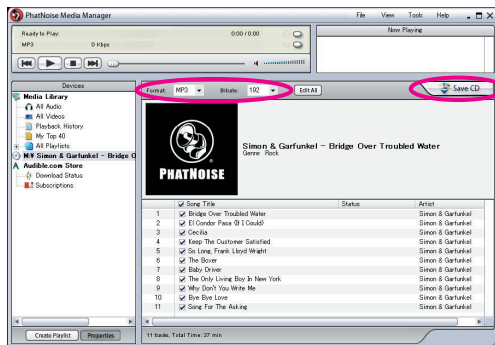 PhatNoise Media Manager
File View Tools Help
Ready to Play:
0:00 / 0:00
MP3 0 Kbps
Now Playing
Devices
Media Library
All Audio
All Videos
Playback History
My Top 40
All Playlists
M:¥ Simon & Garfunkel - Bridge O
Audible.com Store
Download Status
Subscriptions
Create Playlist Properties
Format: MP3 Bitrate: 192 Edit All Save CD
PHATNOISE
Simon & Garfunkel - Bridge Over Troubled Water
Genre: Rock
Song Title Status Artist
1 Bridge Over Troubled Water Simon & Garfunkel
2 El Condor Pasa (If I Could) Simon & Garfunkel
3 Cecilia Simon & Garfunkel
4 Keep The Customer Satisfied Simon & Garfunkel
5 So Long, Frank Lloyd Wright Simon & Garfunkel
6 The Boxer Simon & Garfunkel
7 Baby Driver Simon & Garfunkel
8 The Only Living Boy In New York Simon & Garfunkel
9 Why Don't You Write Me Simon & Garfunkel
10 Bye Bye Love Simon & Garfunkel
11 Song For The Asking Simon & Garfunkel
11 tracks, Total Time: 37 min